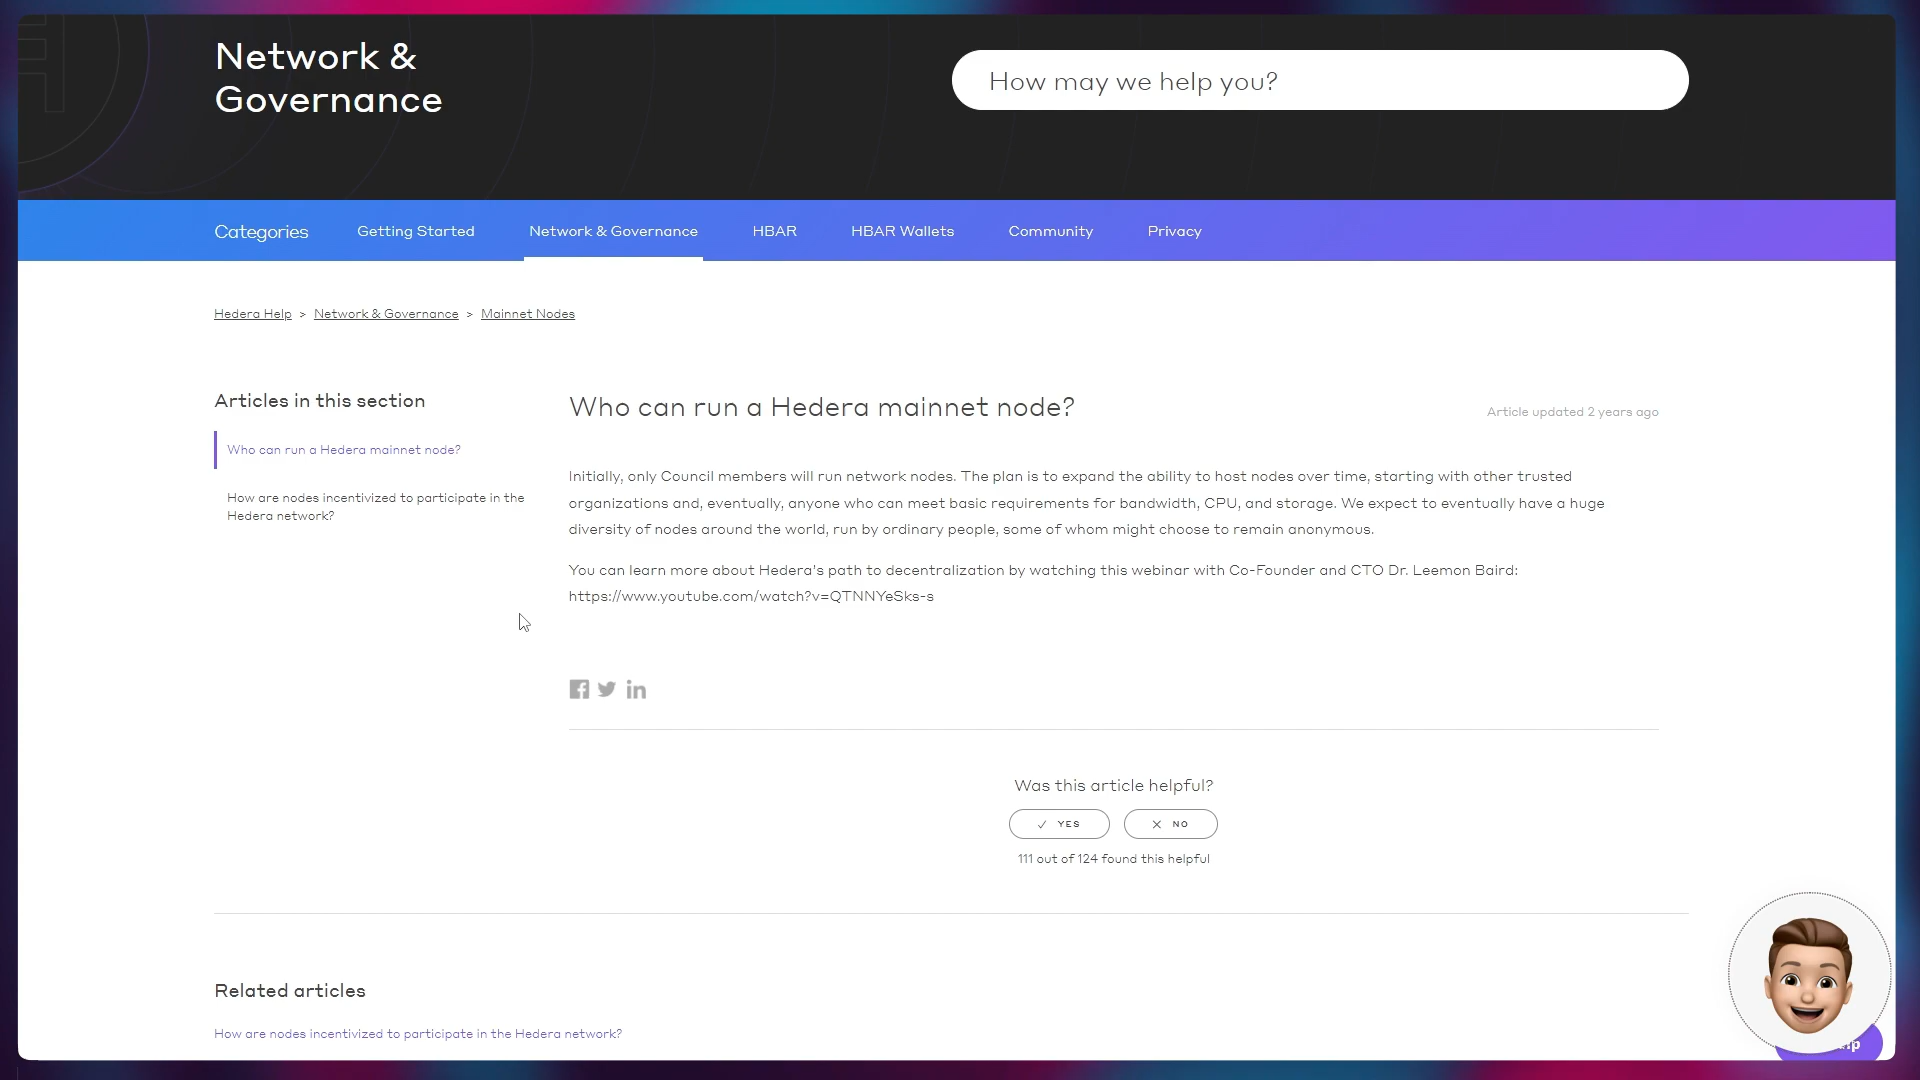 Network &
Governance
How may we help you?
Categories
Getting Started
Network & Governance
HBAR
HBAR Wallets
Community
Privacy
Hedera Help > Network & Governance > Mainnet Nodes
Articles in this section
Who can run a Hedera mainnet node?
How are nodes incentivized to participate in the
Hedera network?
Who can run a Hedera mainnet node?
Article updated 2 years ago
Initially, only Council members will run network nodes. The plan is to expand the ability to host nodes over time, starting with other trusted
organizations and, eventually, anyone who can meet basic requirements for bandwidth, CPU, and storage. We expect to eventually have a huge
diversity of nodes around the world, run by ordinary people, some of whom might choose to remain anonymous.
You can learn more about Hedera's path to decentralization by watching this webinar with Co-Founder and CTO Dr. Leemon Baird:
https://www.youtube.com/watch?v=QTNNYeSks-s
Was this article helpful?
YES
NO
111 out of 124 found this helpful
Related articles
How are nodes incentivized to participate in the Hedera network?